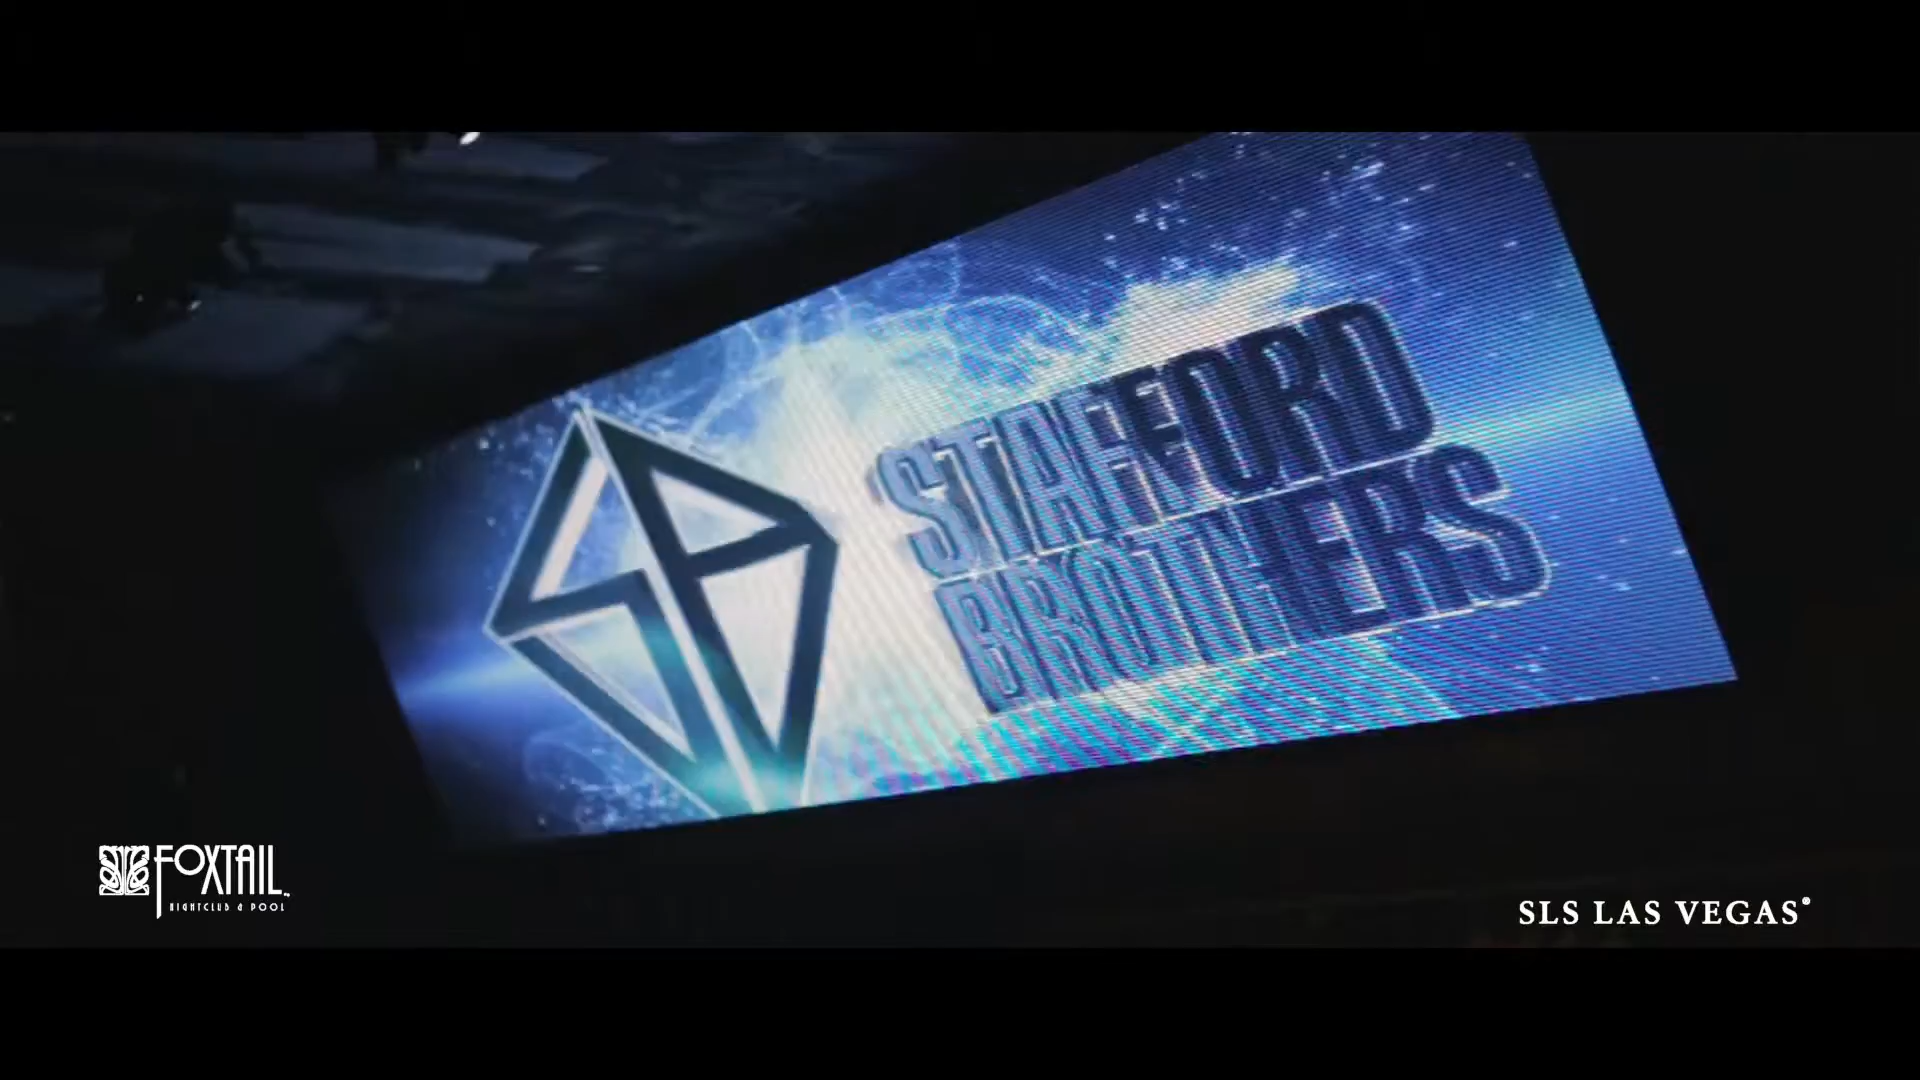 STAFFORD
BROTHERS
FOXTAIL
NIGHTCLUB & POOL
SLS LAS VEGAS